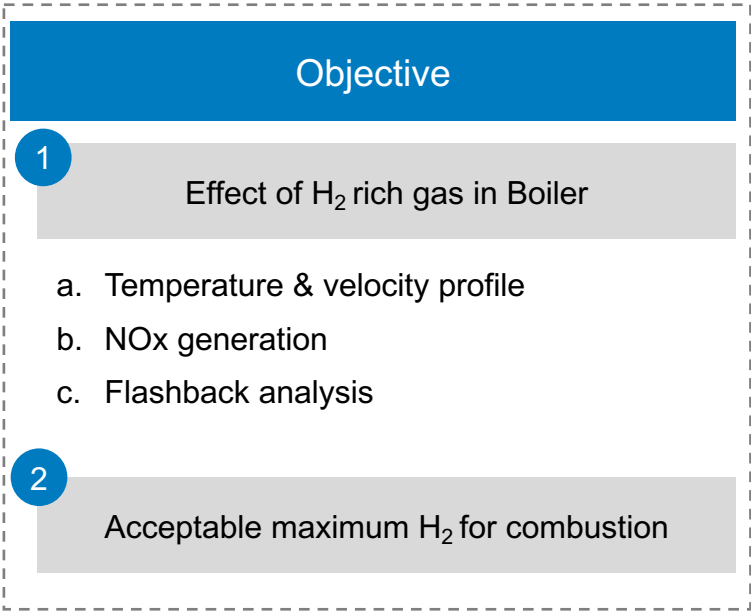 Objective
1
Effect of H₂ rich gas in Boiler
a. Temperature & velocity profile
b. NOx generation
c. Flashback analysis
2
Acceptable maximum H₂ for combustion